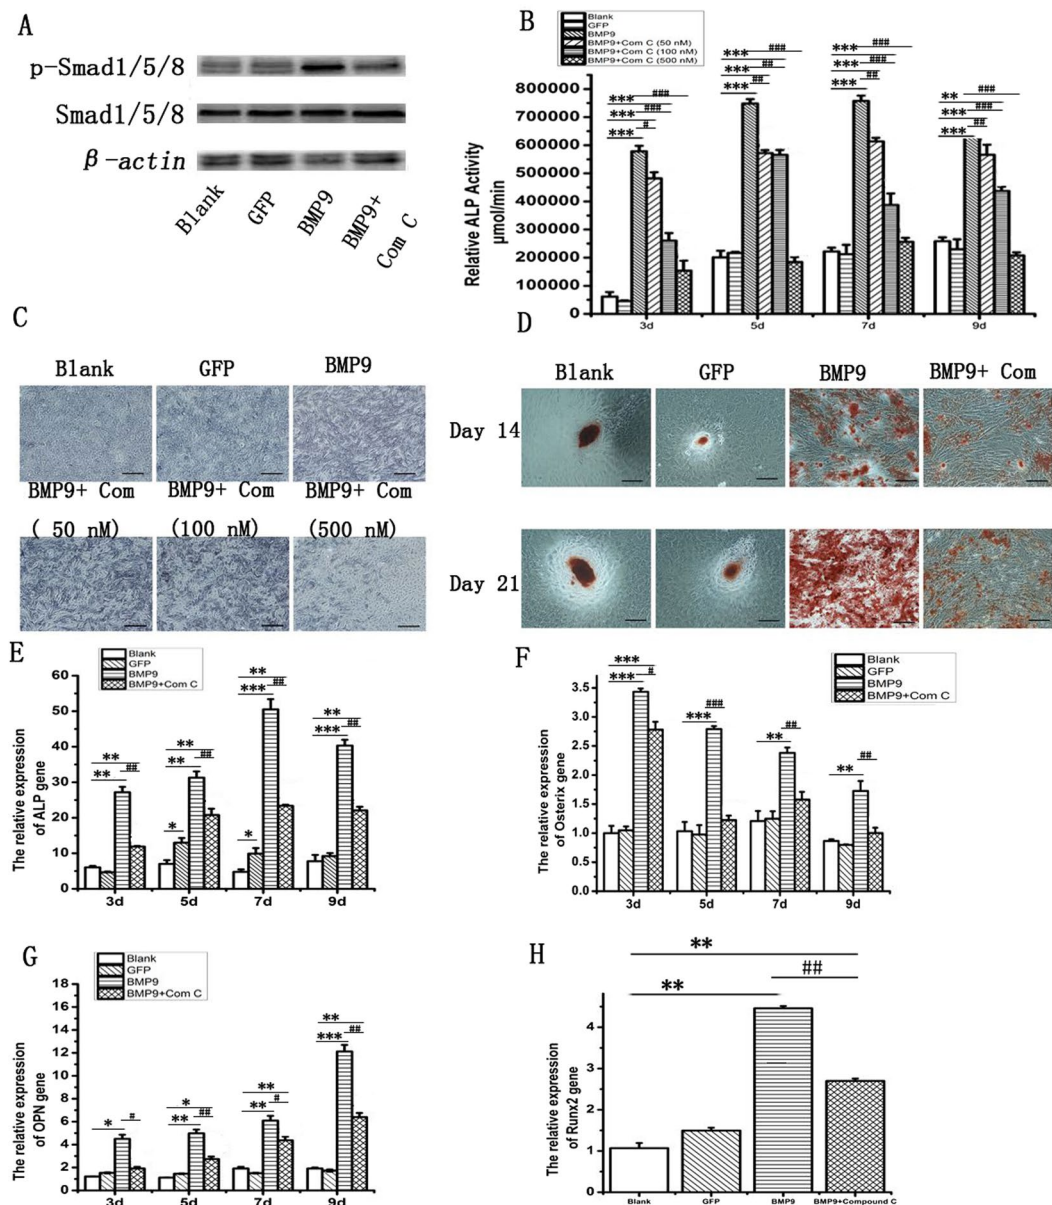 A
p-Smad1/5/8
Smad1/5/8
β-actin
Blank
GFP
BMP9
BMP9+
Com C
B
Blank
GFP
BMP9
BMP9+Com C (50 nM)
BMP9+Com C (100 nM)
BMP9+Com C (500 nM)
*** ###
*** ###
*** #
***
*** ###
*** ##
*** ##
***
*** ###
*** ###
*** ##
***
** ###
*** ###
*** ##
***
Relative ALP Activity
μmol/min
800000
700000
600000
500000
400000
300000
200000
100000
0
3d 5d 7d 9d
C
Blank GFP BMP9
BMP9+ Com BMP9+ Com BMP9+ Com
( 50 nM) (100 nM) (500 nM)
D
Blank GFP BMP9 BMP9+ Com
Day 14
Day 21
E
Blank
GFP
BMP9
BMP9+Com C
The relative expression
of ALP gene
60
50
40
30
20
10
0
**
** ##
**
** ##
*
**
*** ##
*
**
*** ##
3d 5d 7d 9d
F
Blank
GFP
BMP9
BMP9+Com C
The relative expression
of Osterix gene
3.5
3.0
2.5
2.0
1.5
1.0
0.5
0.0
***
*** #
###
***
##
**
##
**
3d 5d 7d 9d
G
Blank
GFP
BMP9
BMP9+Com C
The relative expression
of OPN gene
18
16
14
12
10
8
6
4
2
0
* #
*
** ##
**
** #
**
*** ##
3d 5d 7d 9d
H
**
##
**
The relative expression
of Runx2 gene
4
3
2
1
0
Blank GFP BMP9 BMP9+Compound C